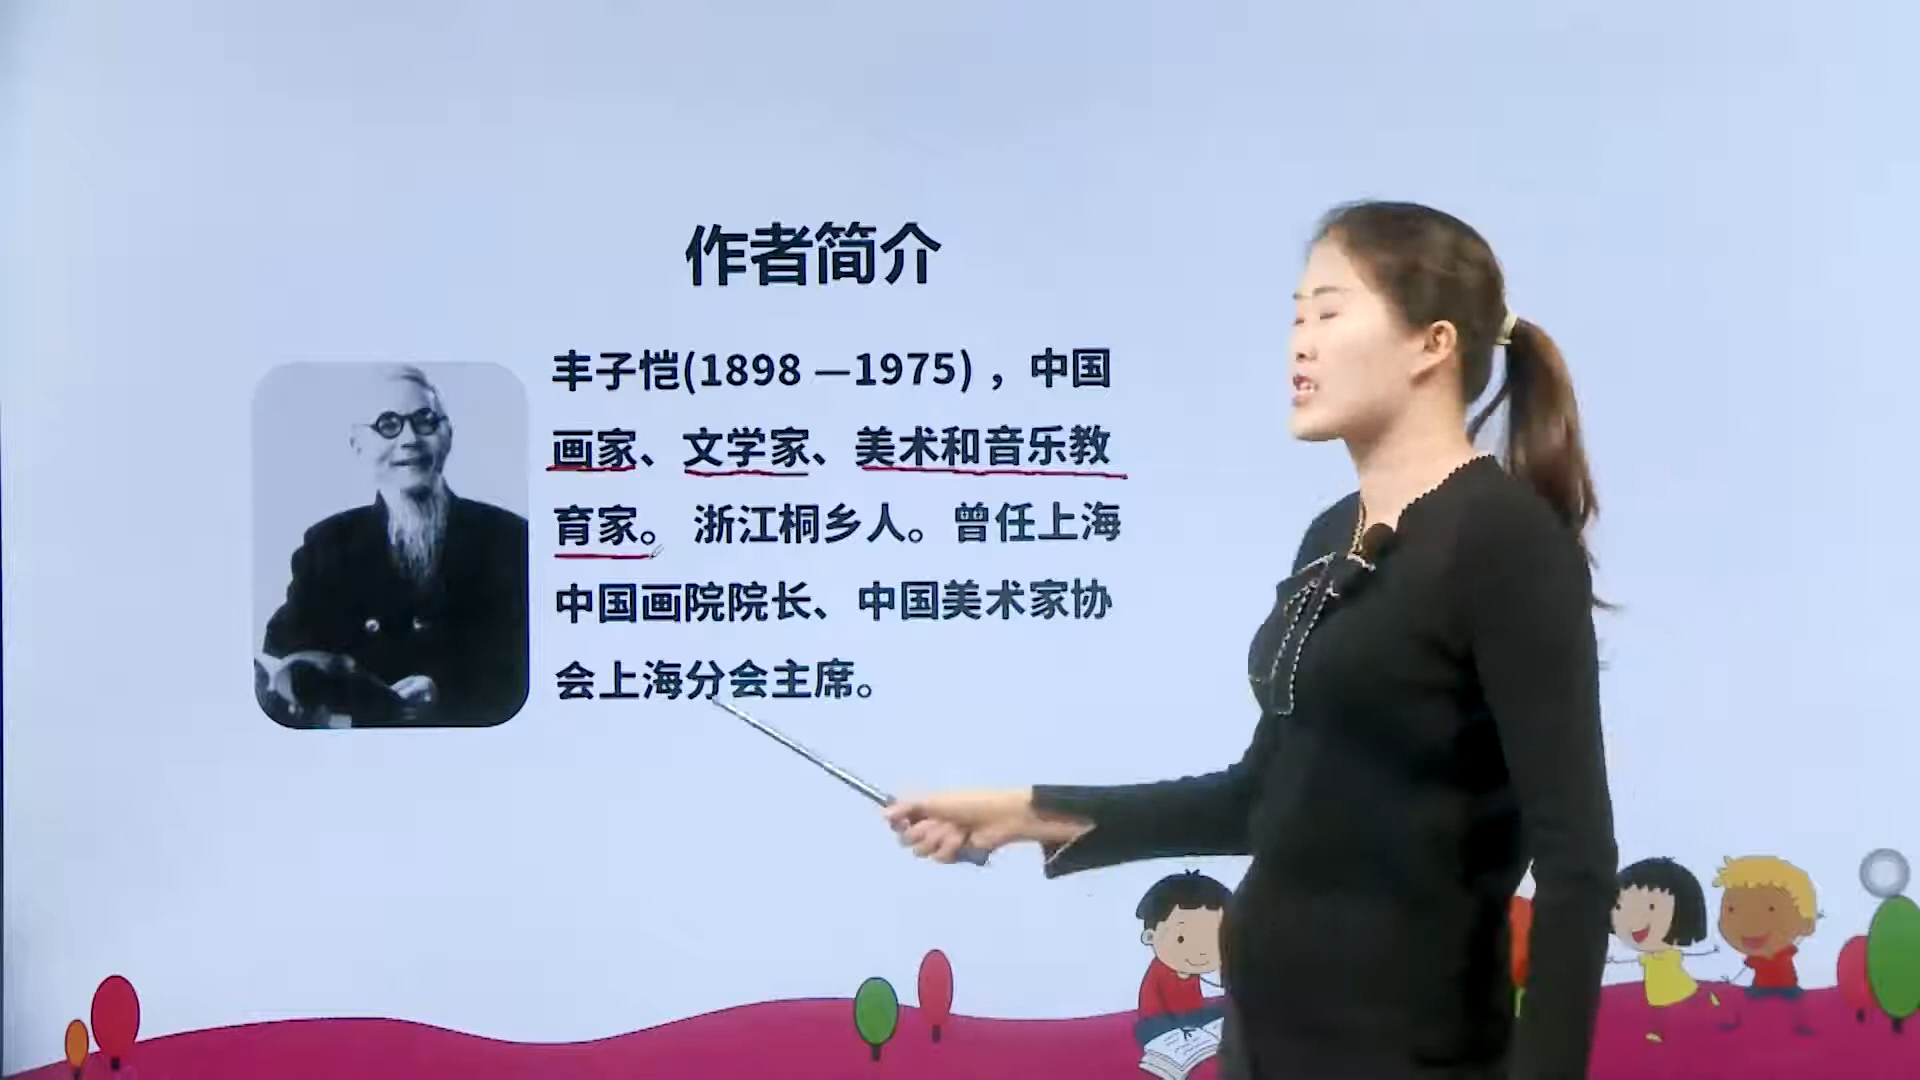 作者简介
丰子恺(1898 —1975) ，中国
画家、文学家、美术和音乐教
育家。 浙江桐乡人。曾任上海
中国画院院长、中国美术家协
会上海分会主席。